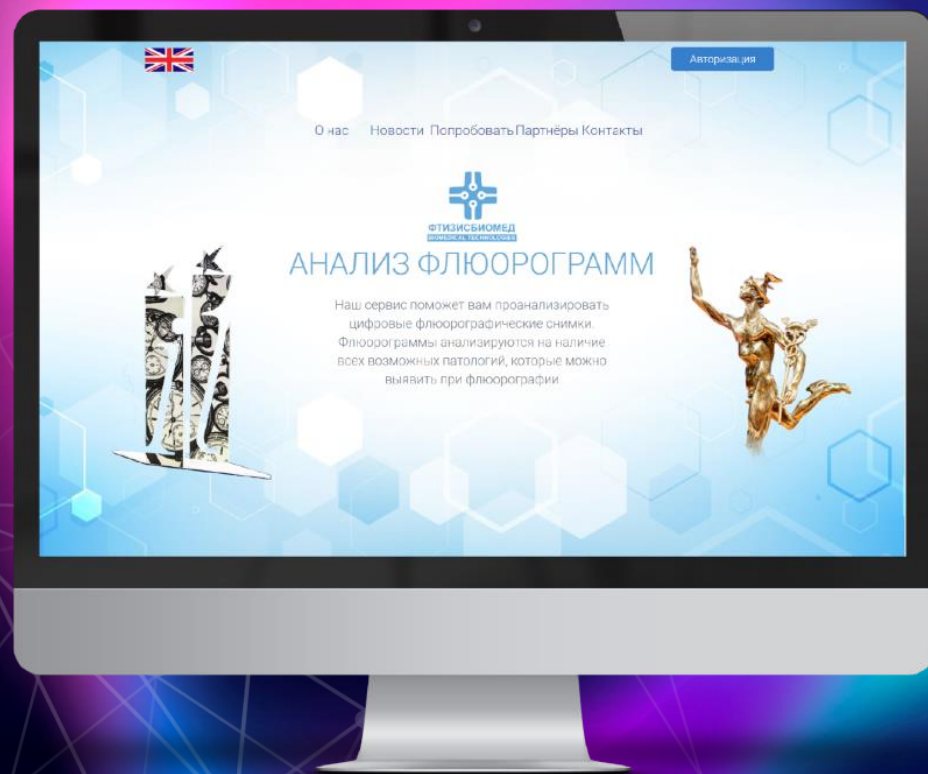 Авторизация
О нас Новости Попробовать Партнёры Контакты
ФТИЗИСБИОМЕД
BIOMEDICAL TECHNOLOGIES
АНАЛИЗ ФЛЮОРОГРАММ
Наш сервис поможет вам проанализировать
цифровые флюорографические снимки.
Флюорограммы анализируются на наличие
всех возможных патологий, которые можно
выявить при флюорографии